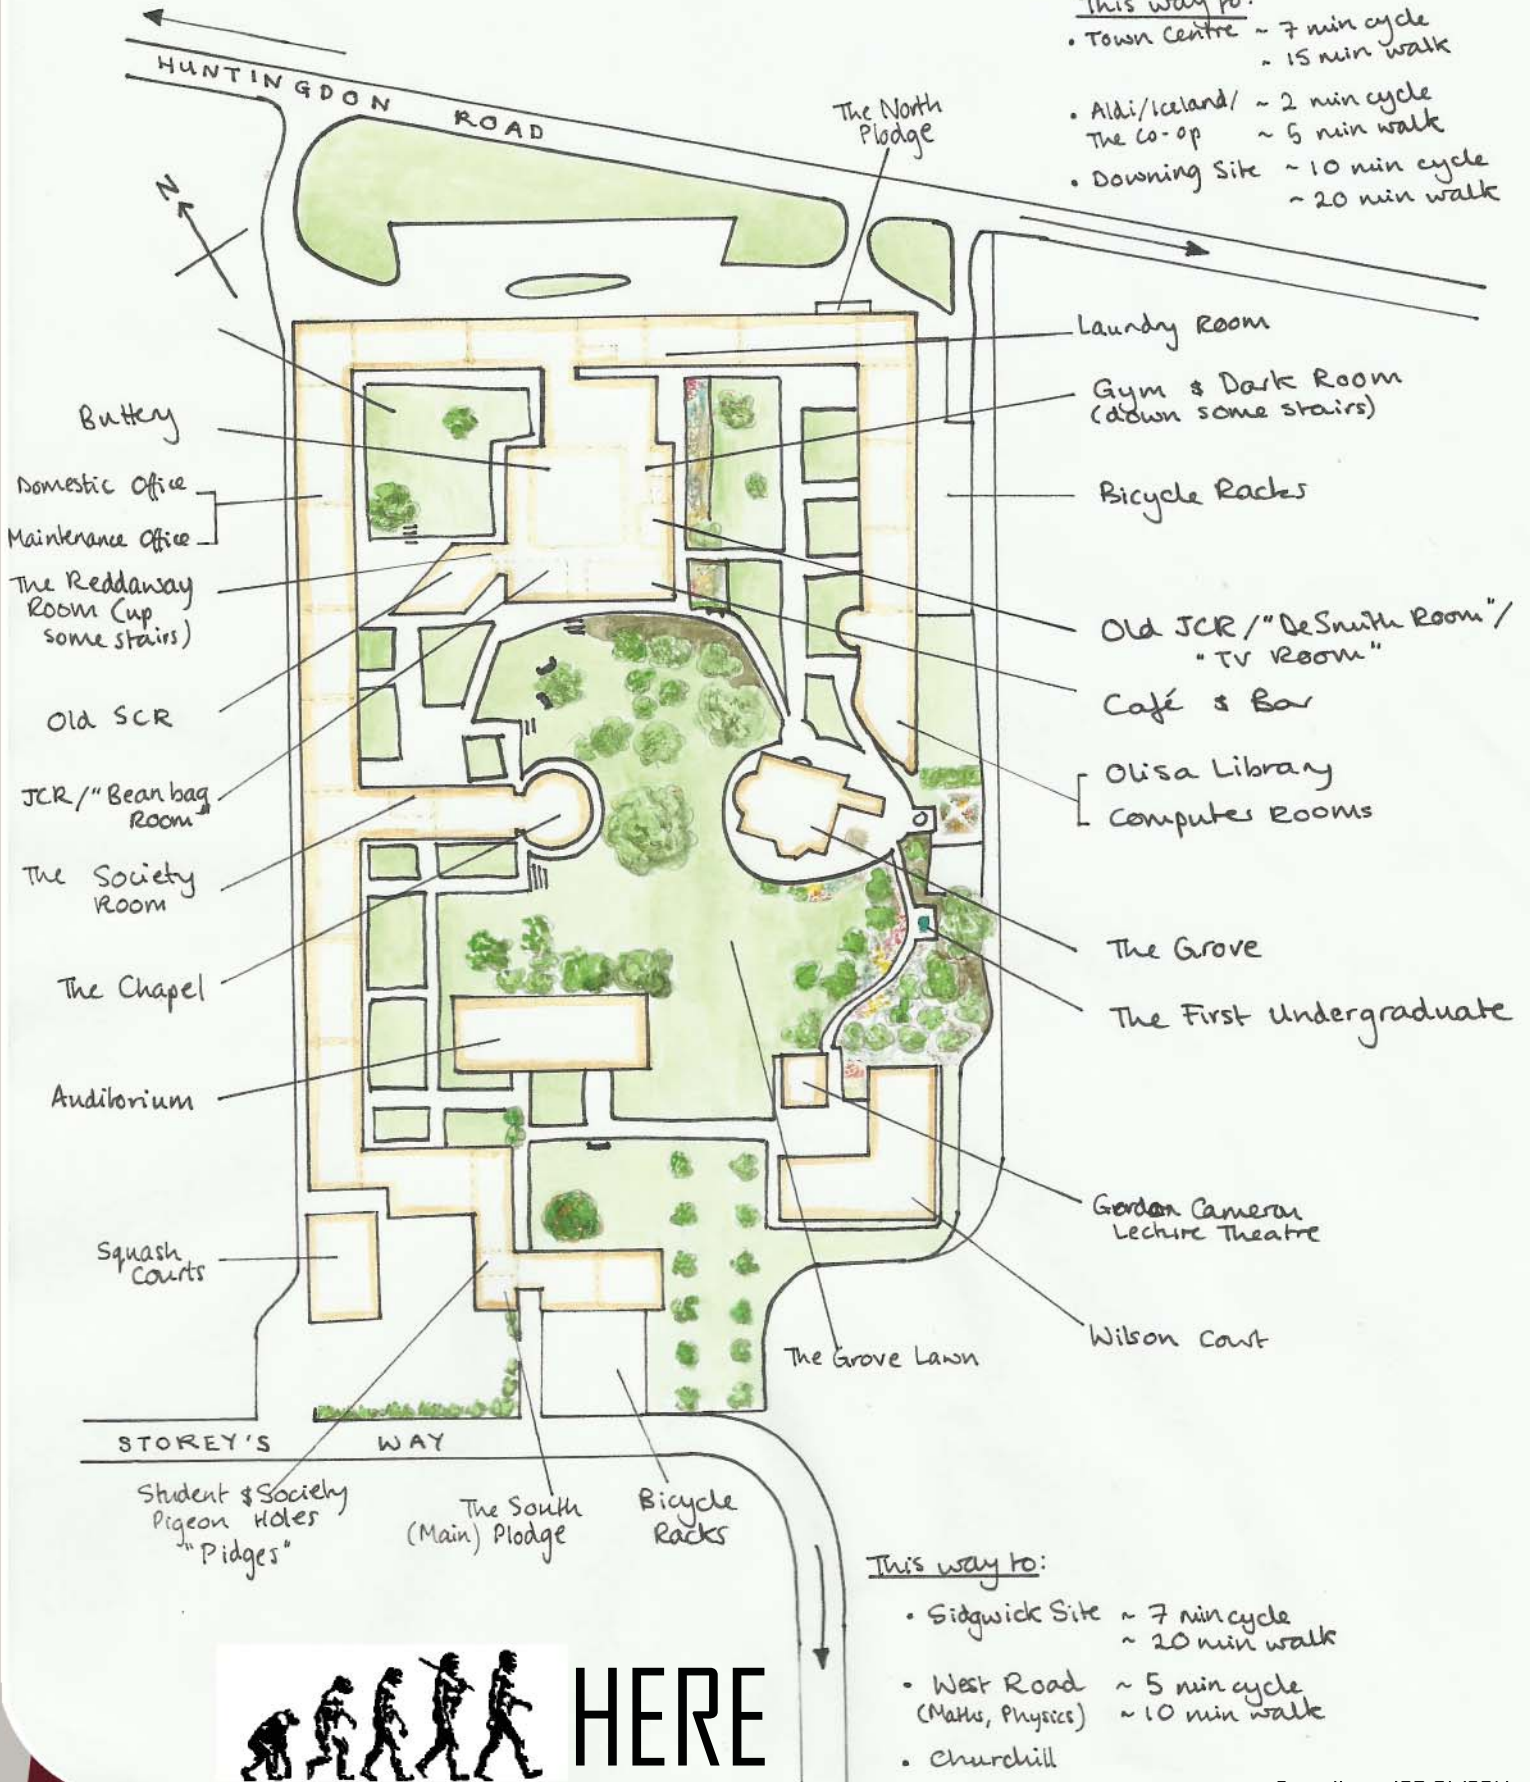 This way to:
• Town Centre ~ 7 min cycle
~ 15 min walk
• Aldi/Iceland/ ~ 2 min cycle
The Co-op ~ 5 min walk
• Downing Site ~ 10 min cycle
~ 20 min walk
HUNTINGDON ROAD
The North
Plodge
N
Laundry Room
Gym & Dark Room
(down some stairs)
Buttery
Bicycle Racks
Domestic Office
Maintenance Office
The Reddaway
Room (up
some stairs)
Old JCR/"DeSmith Room"/
"TV Room"
Old SCR
Café & Bar
JCR/"Beanbag
Room"
Olisa Library
Computer Rooms
The Society
Room
The Chapel
The Grove
The First Undergraduate
Auditorium
Gordon Cameron
Lecture Theatre
Squash
Courts
Wilson Court
The Grove Lawn
STOREY'S WAY
Student & Society
Pigeon Holes
"Pidges"
The South
(Main) Plodge
Bicycle
Racks
This way to:
• Sidgwick Site ~ 7 min cycle
~ 20 min walk
• West Road ~ 5 min cycle
(Maths, Physics) ~ 10 min walk
• Churchill
HERE